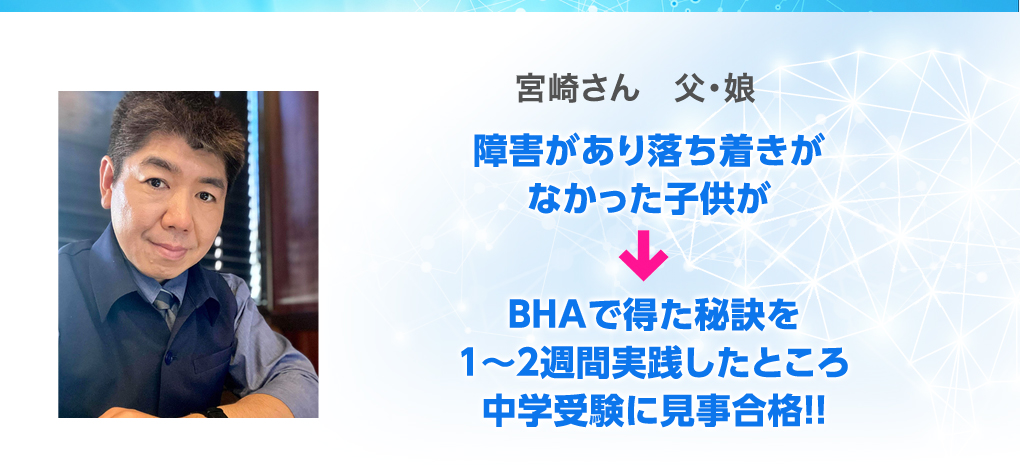 宮崎さん　父・娘
障害があり落ち着きが
なかった子供が
BHAで得た秘訣を
1〜2週間実践したところ
中学受験に見事合格!!